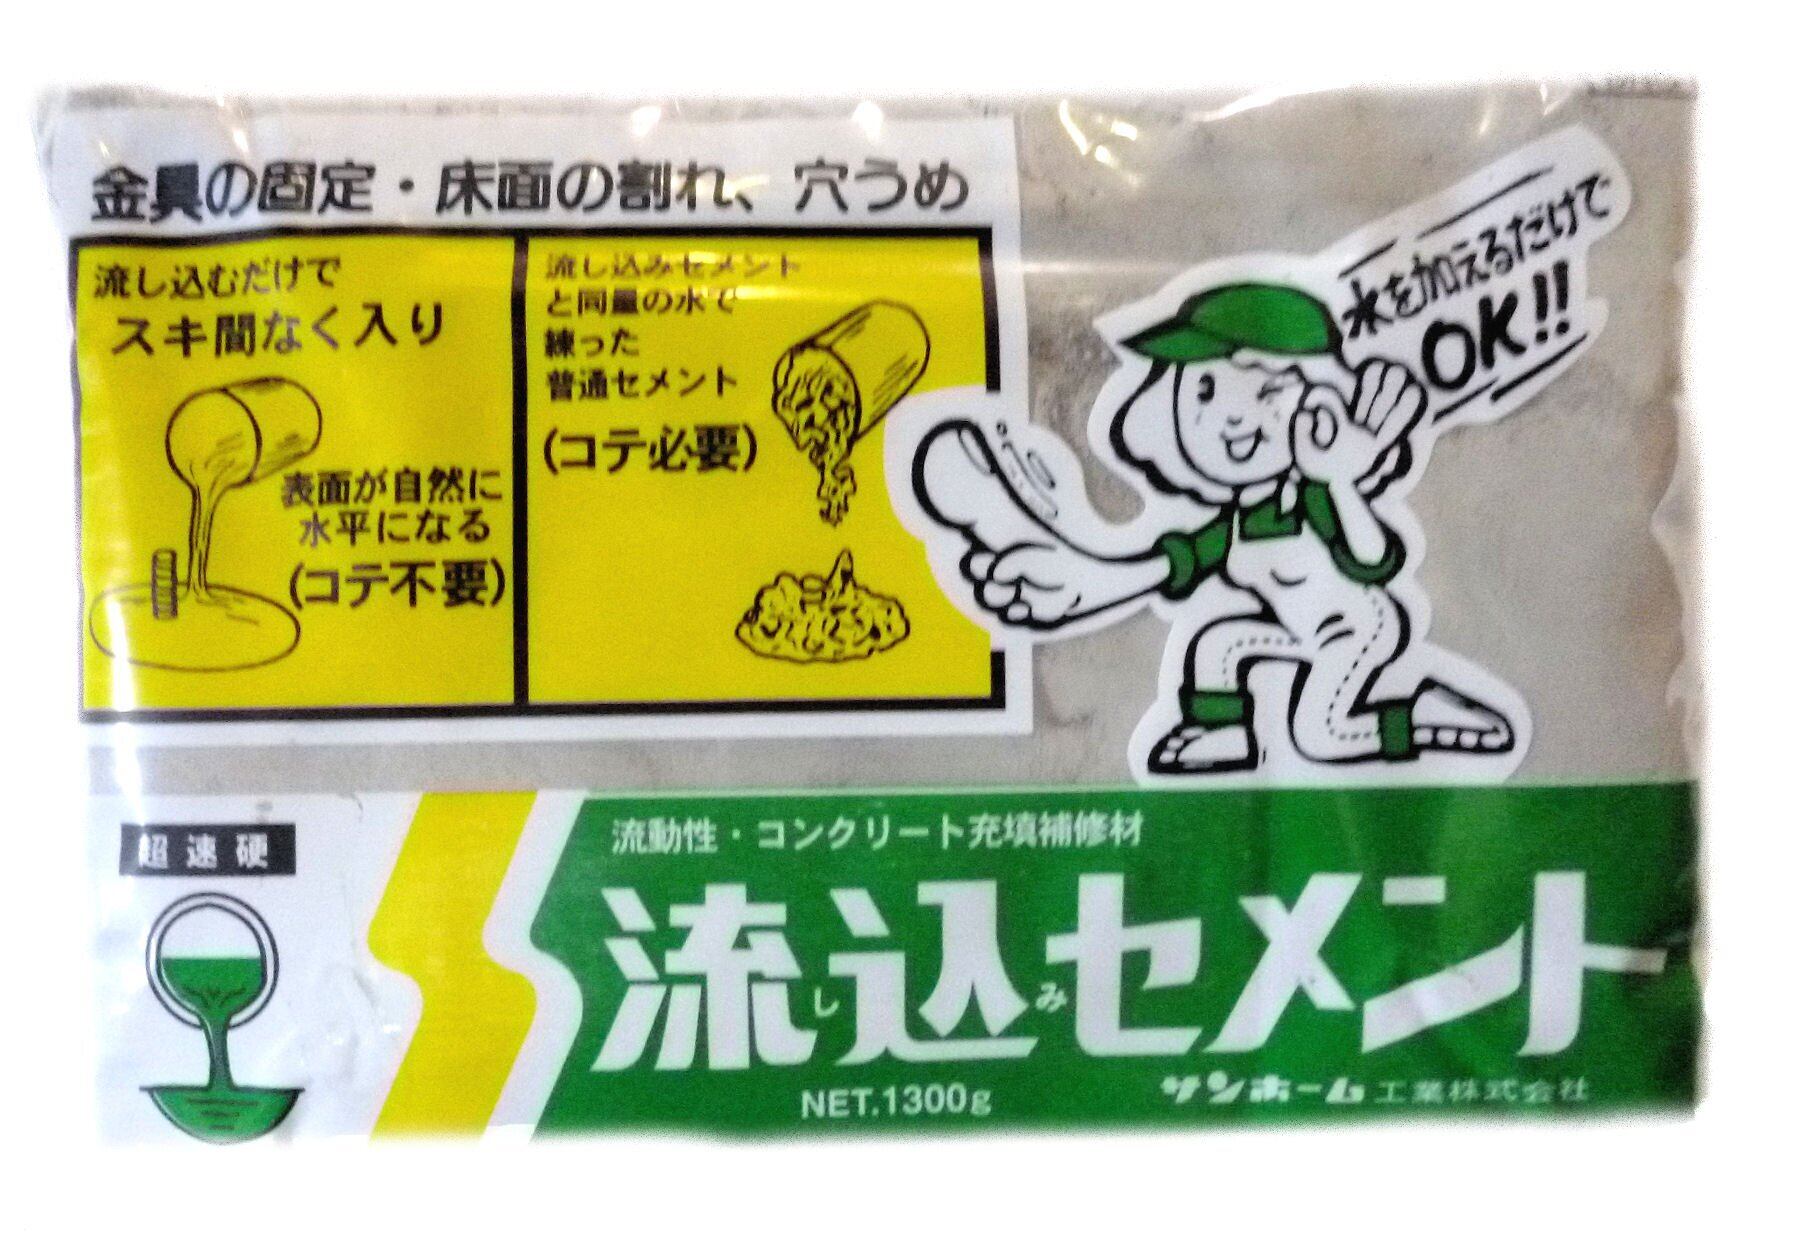 金具の固定・床面の割れ、穴うめ
流し込むだけで
スキ間なく入り
表面が自然に
水平になる
(コテ不要)
流し込みセメント
と同量の水で
練った
普通セメント
(コテ必要)
水を加えるだけで
OK!!
超速硬
流動性・コンクリート充填補修材
流し込みセメント
NET.1300g
サンホーム工業株式会社